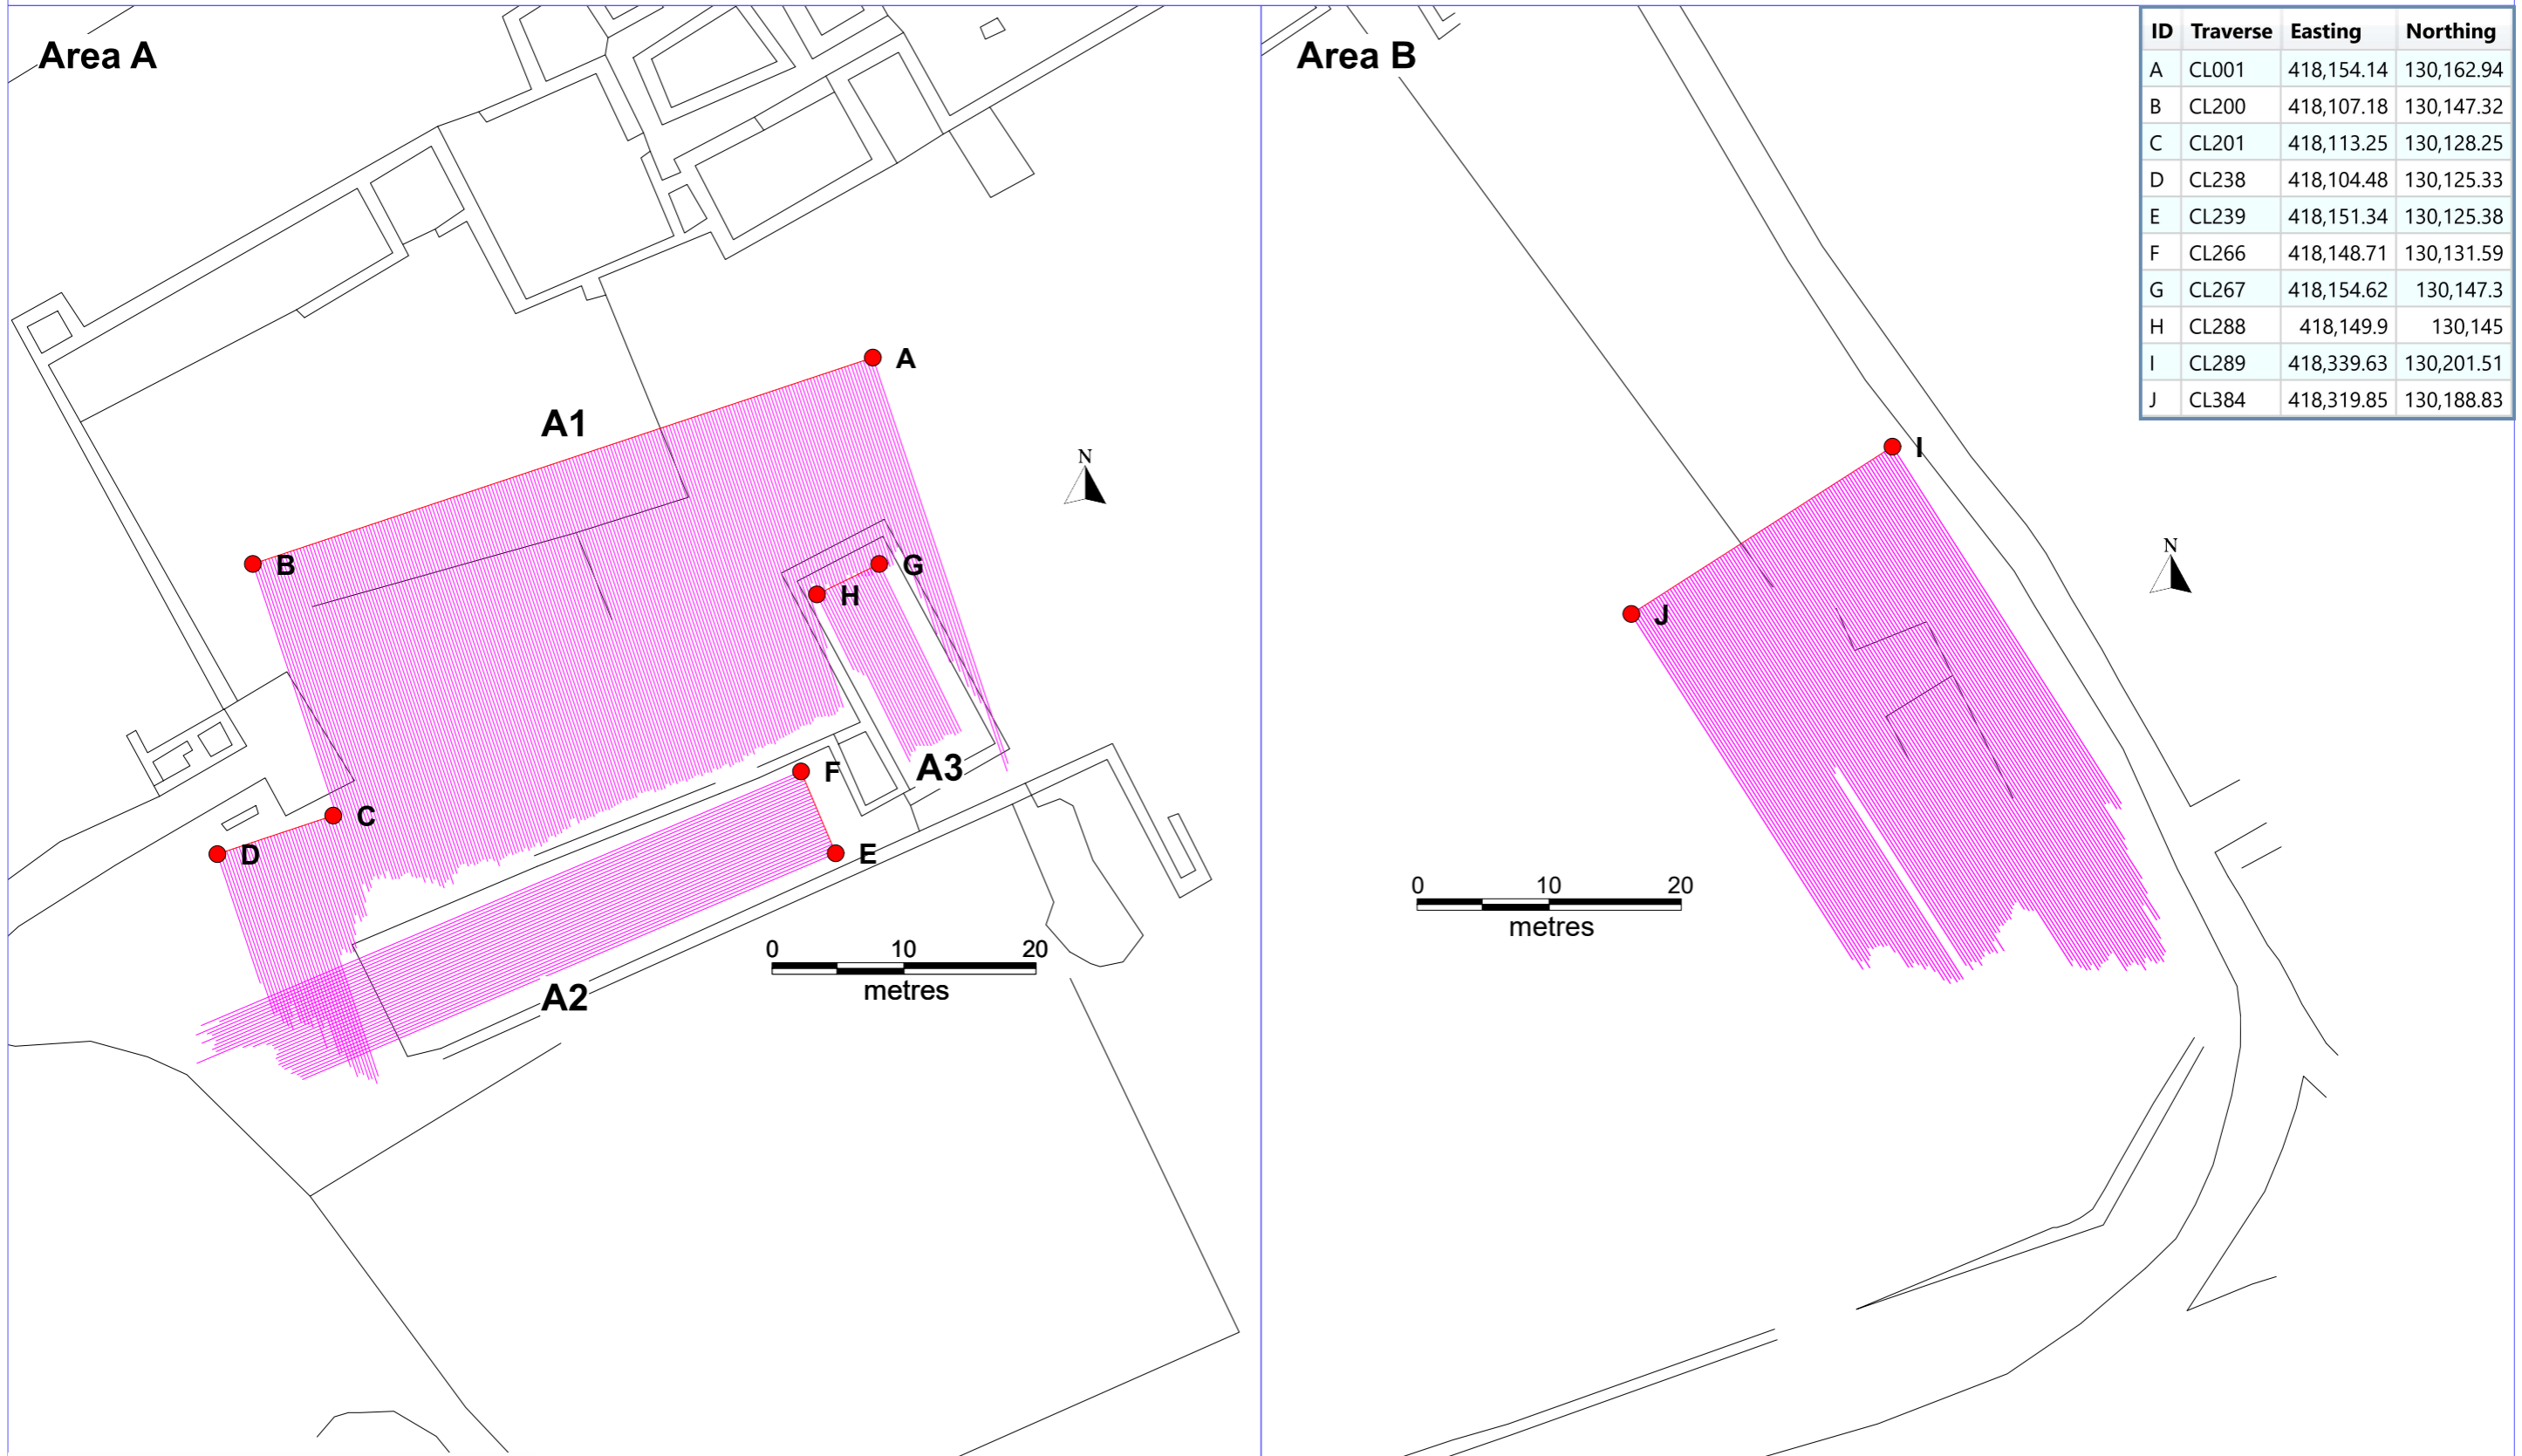 Area A
Area B
ID Traverse Easting Northing
A CL001 418,154.14 130,162.94
B CL200 418,107.18 130,147.32
C CL201 418,113.25 130,128.25
D CL238 418,104.48 130,125.33
E CL239 418,151.34 130,125.38
F CL266 418,148.71 130,131.59
G CL267 418,154.62 130,147.3
H CL288 418,149.9 130,145
I CL289 418,339.63 130,201.51
J CL384 418,319.85 130,188.83
A
A1
N
B
G
H
A3
F
C
D
E
0 10 20
metres
A2
I
N
J
0 10 20
metres